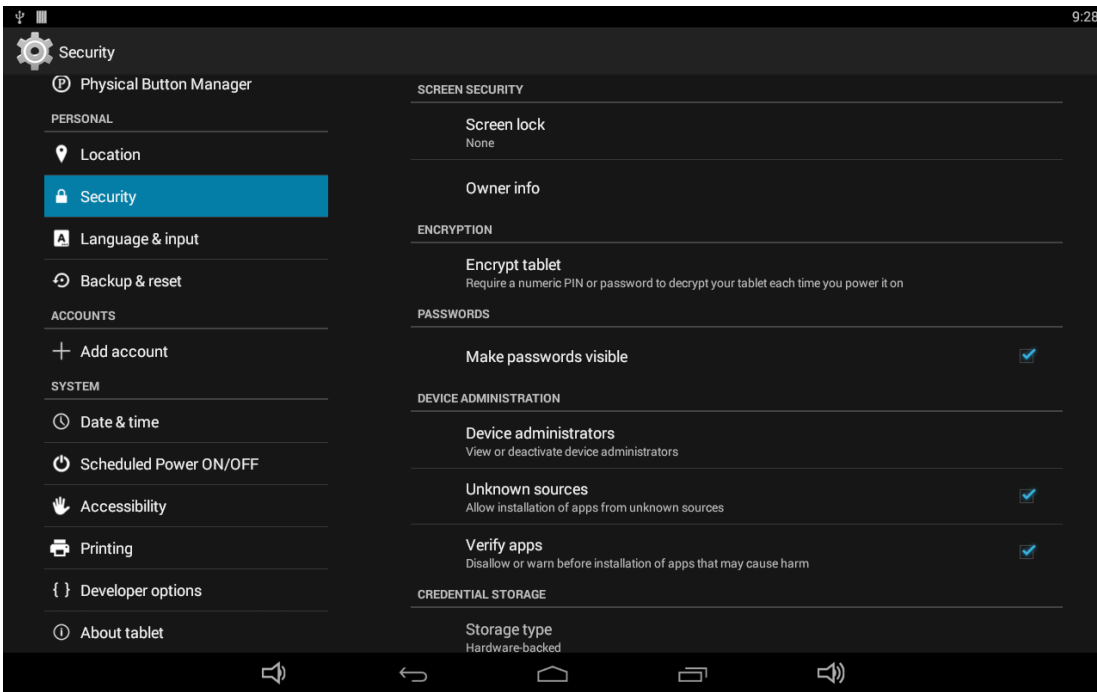 9:28
Security
Physical Button Manager
PERSONAL
Location
Security
Language & input
Backup & reset
ACCOUNTS
Add account
SYSTEM
Date & time
Scheduled Power ON/OFF
Accessibility
Printing
Developer options
About tablet
SCREEN SECURITY
Screen lock
None
Owner info
ENCRYPTION
Encrypt tablet
Require a numeric PIN or password to decrypt your tablet each time you power it on
PASSWORDS
Make passwords visible
DEVICE ADMINISTRATION
Device administrators
View or deactivate device administrators
Unknown sources
Allow installation of apps from unknown sources
Verify apps
Disallow or warn before installation of apps that may cause harm
CREDENTIAL STORAGE
Storage type
Hardware-backed